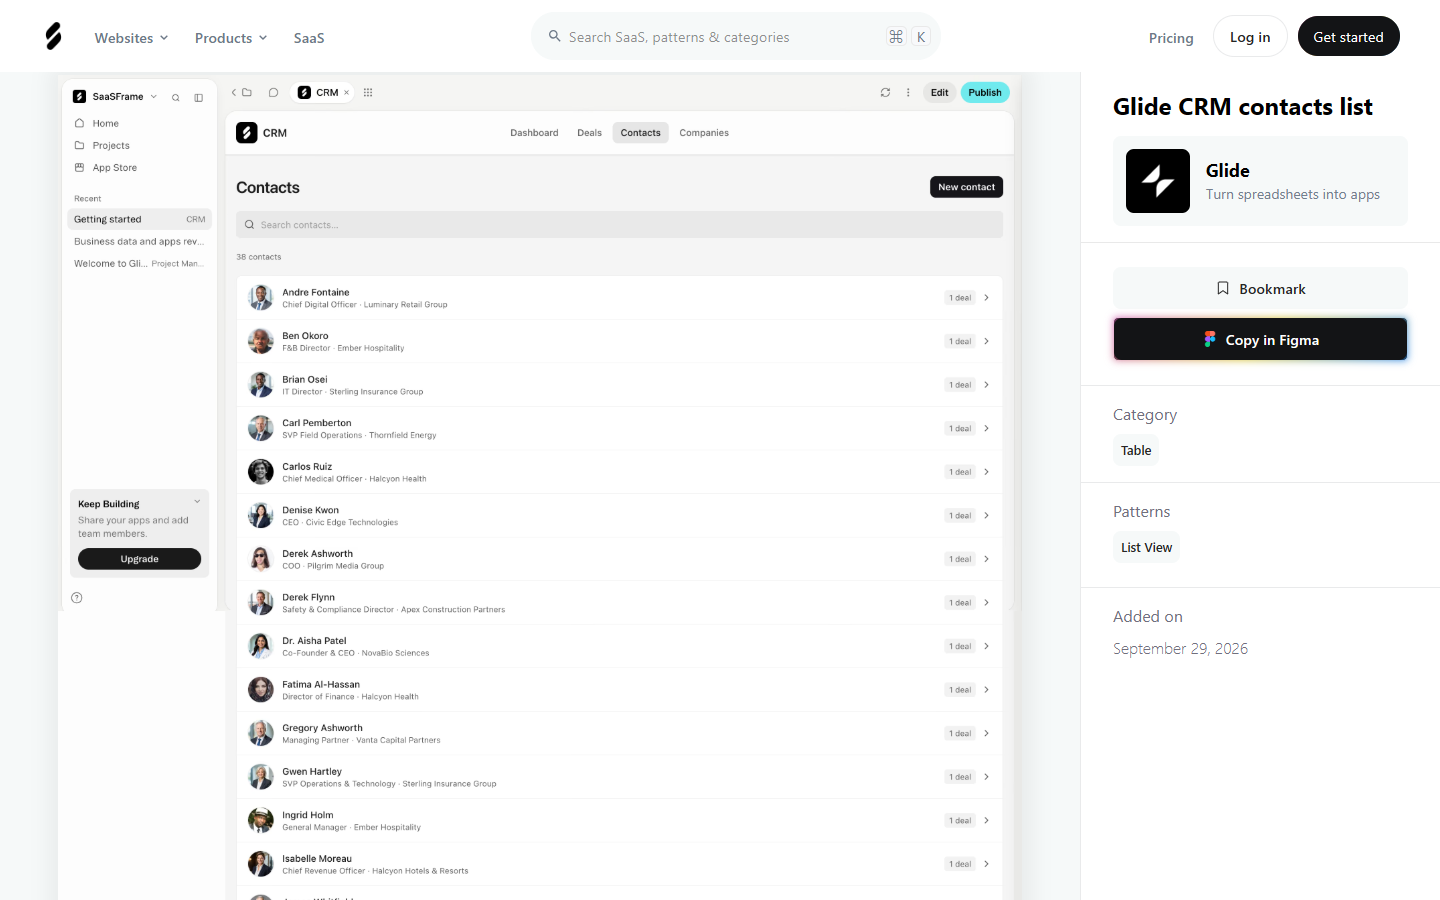 Websites
Products
SaaS
Search SaaS, patterns & categories
⌘ K
Pricing
Log in
Get started
SaaSFrame
Home
Projects
App Store
Recent
Getting started CRM
Business data and apps rev...
Welcome to Gli... Project Man...
Keep Building
Share your apps and add
team members.
Upgrade
CRM ×
Edit
Publish
CRM
Dashboard
Deals
Contacts
Companies
Contacts
New contact
Search contacts...
38 contacts
Andre Fontaine
Chief Digital Officer · Luminary Retail Group
1 deal
Ben Okoro
F&B Director · Ember Hospitality
1 deal
Brian Osei
IT Director · Sterling Insurance Group
1 deal
Carl Pemberton
SVP Field Operations · Thornfield Energy
1 deal
Carlos Ruiz
Chief Medical Officer · Halcyon Health
1 deal
Denise Kwon
CEO · Civic Edge Technologies
1 deal
Derek Ashworth
COO · Pilgrim Media Group
1 deal
Derek Flynn
Safety & Compliance Director · Apex Construction Partners
1 deal
Dr. Aisha Patel
Co-Founder & CEO · NovaBio Sciences
1 deal
Fatima Al-Hassan
Director of Finance · Halcyon Health
1 deal
Gregory Ashworth
Managing Partner · Vanta Capital Partners
1 deal
Gwen Hartley
SVP Operations & Technology · Sterling Insurance Group
1 deal
Ingrid Holm
General Manager · Ember Hospitality
1 deal
Isabelle Moreau
Chief Revenue Officer · Halcyon Hotels & Resorts
1 deal
Glide CRM contacts list
Glide
Turn spreadsheets into apps
Bookmark
Copy in Figma
Category
Table
Patterns
List View
Added on
September 29, 2026